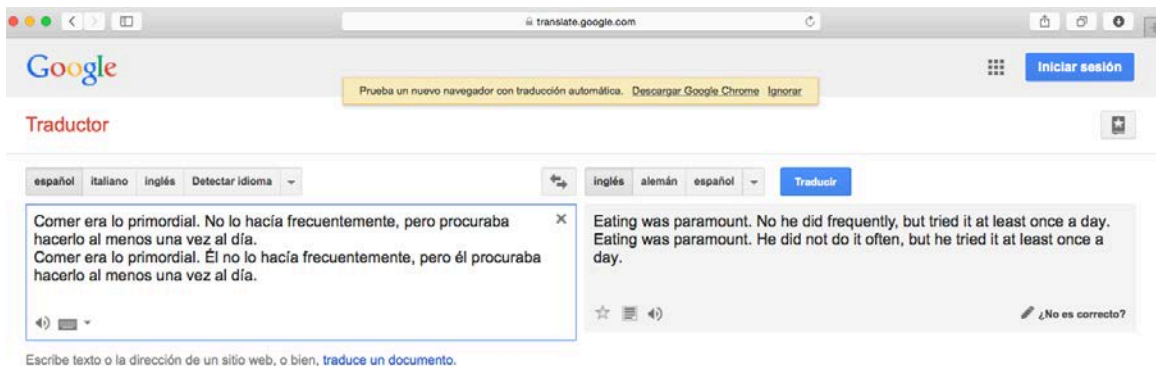 translate.google.com
Google
Iniciar sesión
Prueba un nuevo navegador con traducción automática. Descargar Google Chrome Ignorar
Traductor
español italiano inglés Detectar idioma
inglés alemán español Traducir
Comer era lo primordial. No lo hacía frecuentemente, pero procuraba
hacerlo al menos una vez al día.
Comer era lo primordial. Él no lo hacía frecuentemente, pero él procuraba
hacerlo al menos una vez al día.
Eating was paramount. No he did frequently, but tried it at least once a day.
Eating was paramount. He did not do it often, but he tried it at least once a
day.
¿No es correcto?
Escribe texto o la dirección de un sitio web, o bien, traduce un documento.